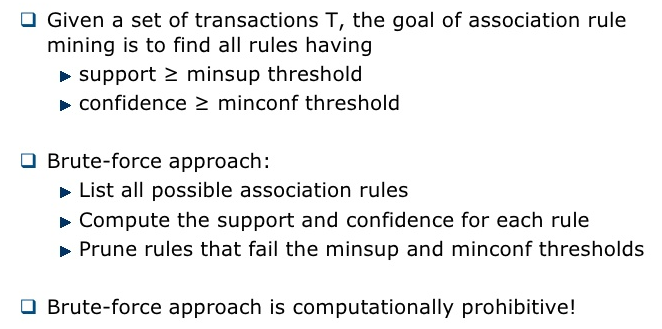 Given a set of transactions T, the goal of association rule
mining is to find all rules having
support ≥ minsup threshold
confidence ≥ minconf threshold
Brute-force approach:
List all possible association rules
Compute the support and confidence for each rule
Prune rules that fail the minsup and minconf thresholds
Brute-force approach is computationally prohibitive!